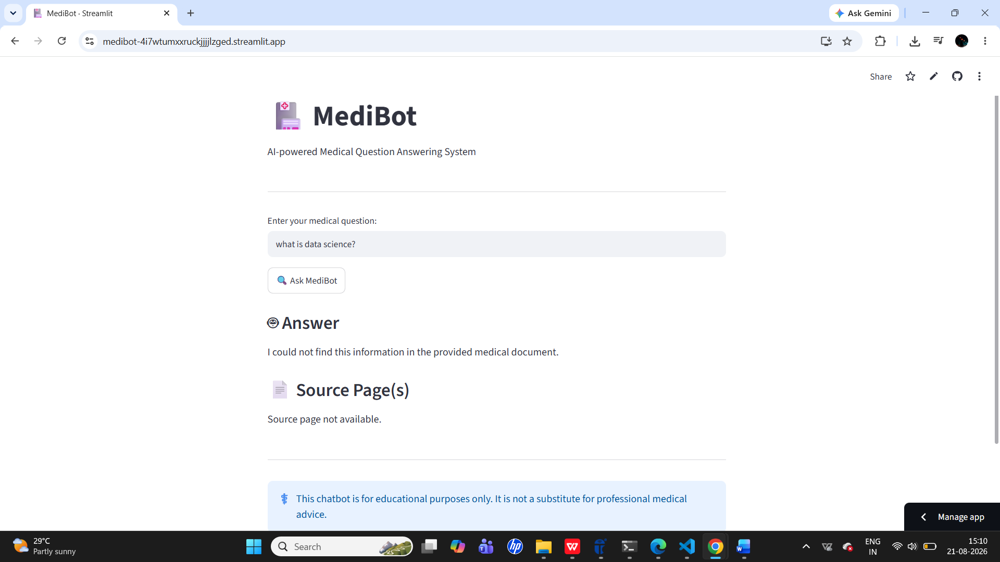 MediBot · Streamlit
Ask Gemini
medibot-4i7wtumxxruckjjjjlzged.streamlit.app
Share
MediBot
AI-powered Medical Question Answering System
Enter your medical question:
what is data science?
Ask MediBot
Answer
I could not find this information in the provided medical document.
Source Page(s)
Source page not available.
This chatbot is for educational purposes only. It is not a substitute for professional medical
advice.
Manage app
29°C
Partly sunny
Search
ENG
IN
15:10
21-08-2026